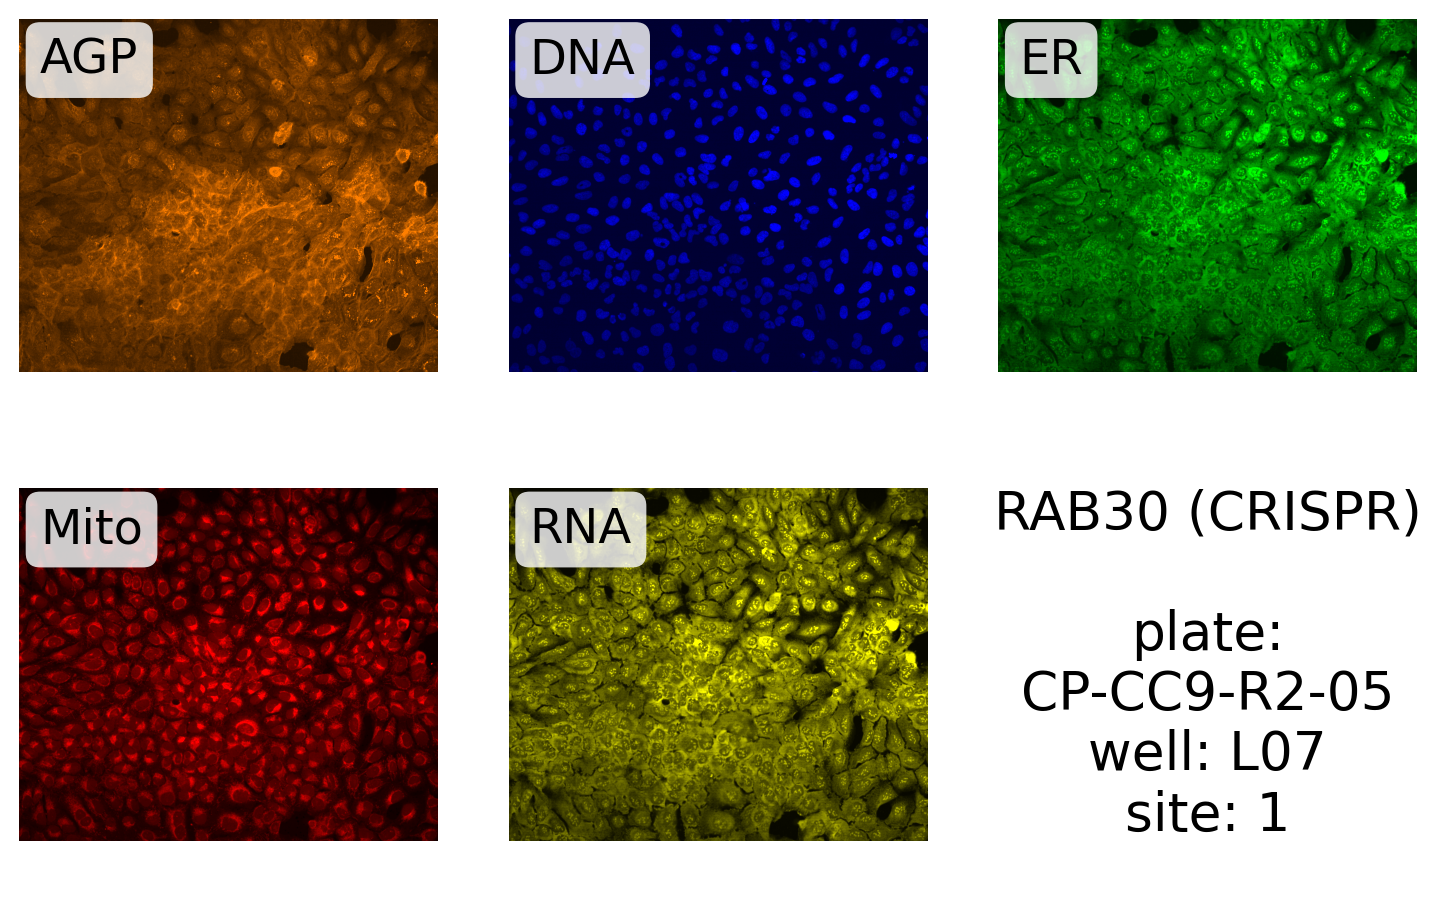 AGP
DNA
ER
Mito
RNA
RAB30 (CRISPR)
plate:
CP-CC9-R2-05
well: L07
site: 1